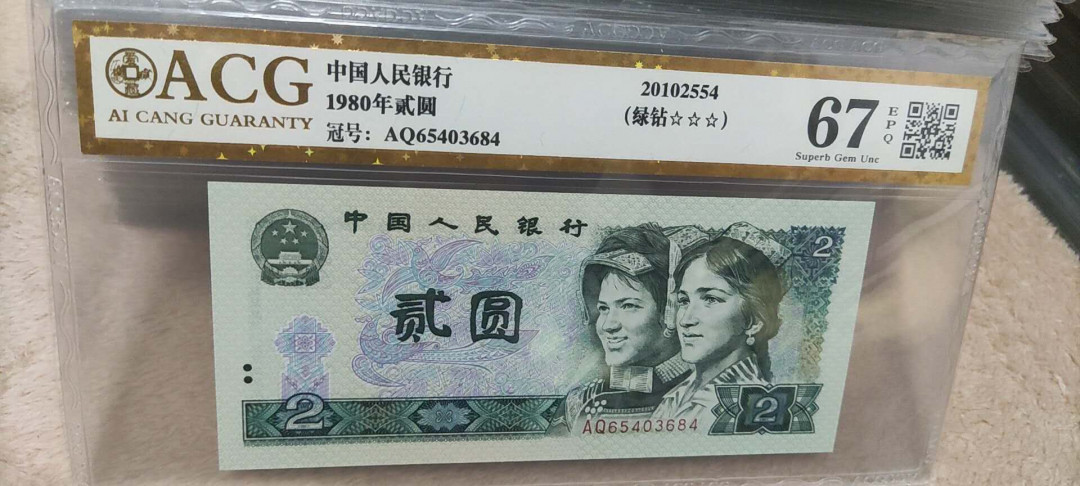 ACG
AI CANG GUARANTY
中国人民银行
1980年贰圆
冠号: AQ65403684
20102554
(绿钻☆☆☆)
67
EPQ
Superb Gem Unc
中国人民银行
贰圆
2
2
2
AQ65403684